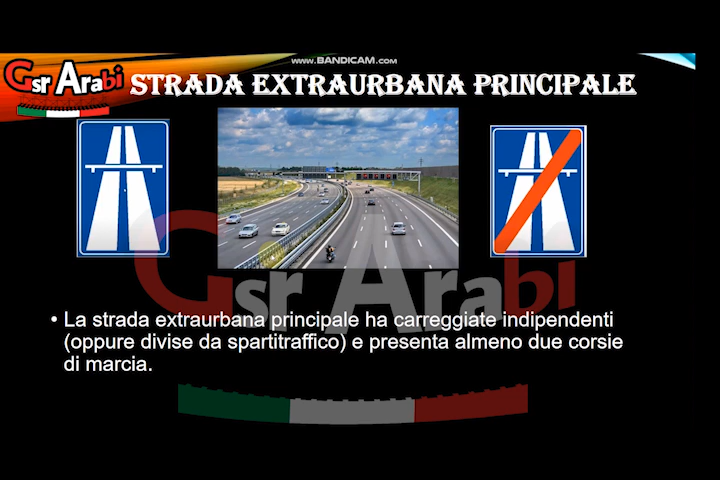 WWW.BANDICAM.COM
Gsr Arabi
STRADA EXTRAURBANA PRINCIPALE
Gsr Arabi
• La strada extraurbana principale ha carreggiate indipendenti
(oppure divise da spartitraffico) e presenta almeno due corsie
di marcia.